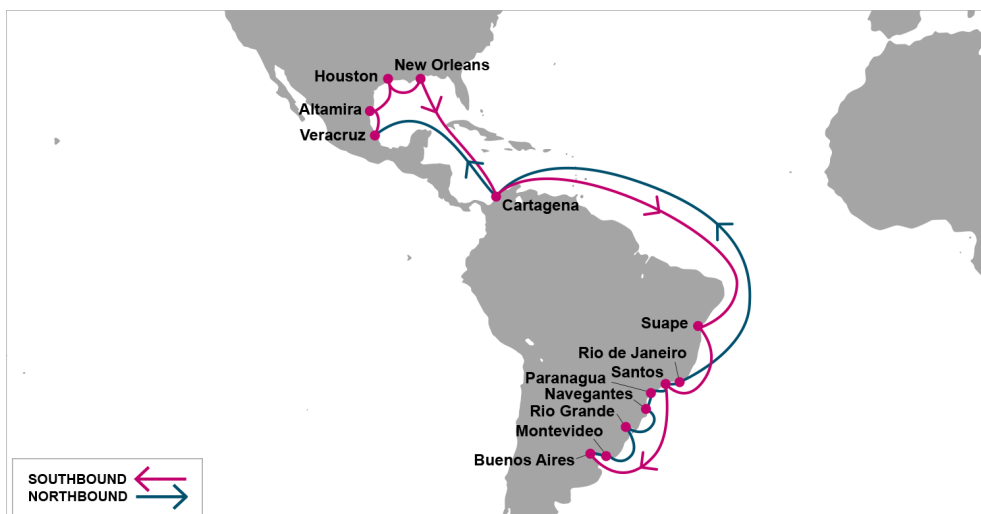 New Orleans
Houston
Altamira
Veracruz
Cartagena
Suape
Rio de Janeiro
Santos
Paranagua
Navegantes
Rio Grande
Montevideo
Buenos Aires
SOUTHBOUND
NORTHBOUND